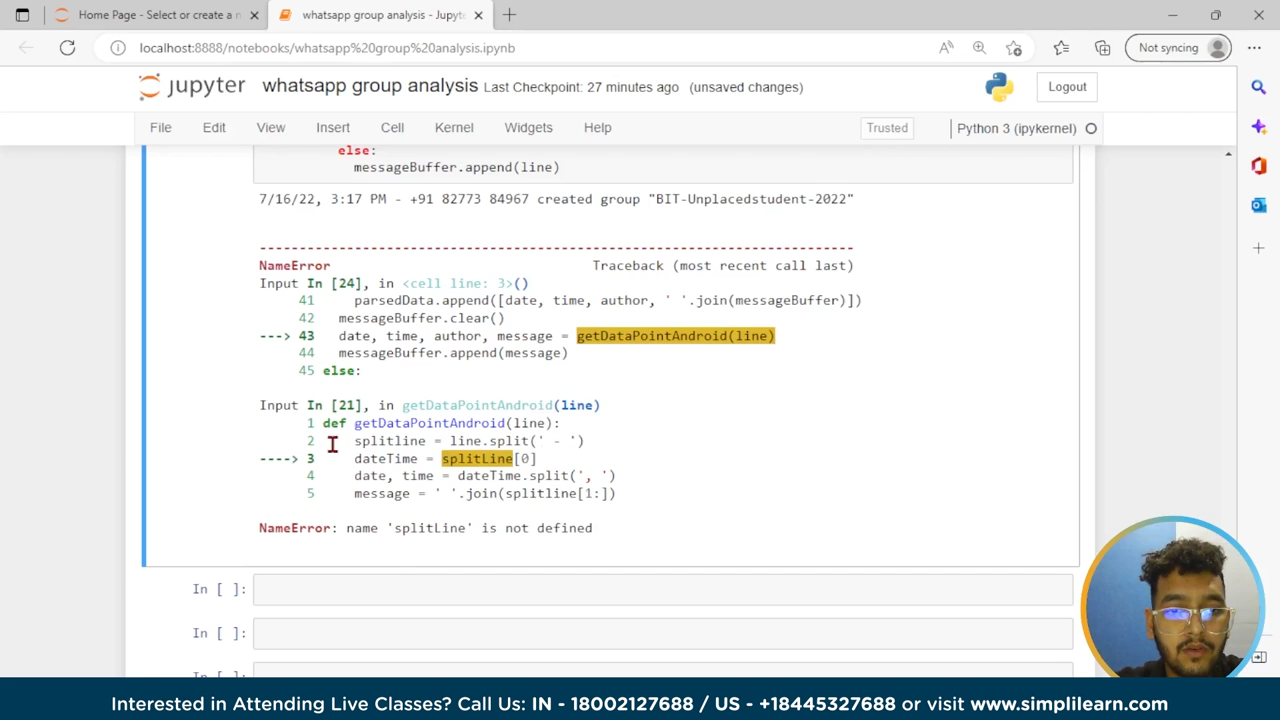 Home Page - Select or create a n
whatsapp group analysis - Jupyte
localhost:8888/notebooks/whatsapp%20group%20analysis.ipynb
Not syncing
jupyter whatsapp group analysis Last Checkpoint: 27 minutes ago (unsaved changes)
Logout
File Edit View Insert Cell Kernel Widgets Help
Trusted
Python 3 (ipykernel)
else:
messageBuffer.append(line)
7/16/22, 3:17 PM - +91 82773 84967 created group "BIT-Unplacedstudent-2022"
---------------------------------------------------------------------------
NameError Traceback (most recent call last)
Input In [24], in <cell line: 3>()
41 parsedData.append([date, time, author, ' '.join(messageBuffer)])
42 messageBuffer.clear()
---> 43 date, time, author, message = getDataPointAndroid(line)
44 messageBuffer.append(message)
45 else:
Input In [21], in getDataPointAndroid(line)
1 def getDataPointAndroid(line):
2 splitline = line.split(' - ')
----> 3 dateTime = splitLine[0]
4 date, time = dateTime.split(', ')
5 message = ' '.join(splitline[1:])
NameError: name 'splitLine' is not defined
In [ ]:
In [ ]:
Interested in Attending Live Classes? Call Us: IN - 18002127688 / US - +18445327688 or visit www.simplilearn.com